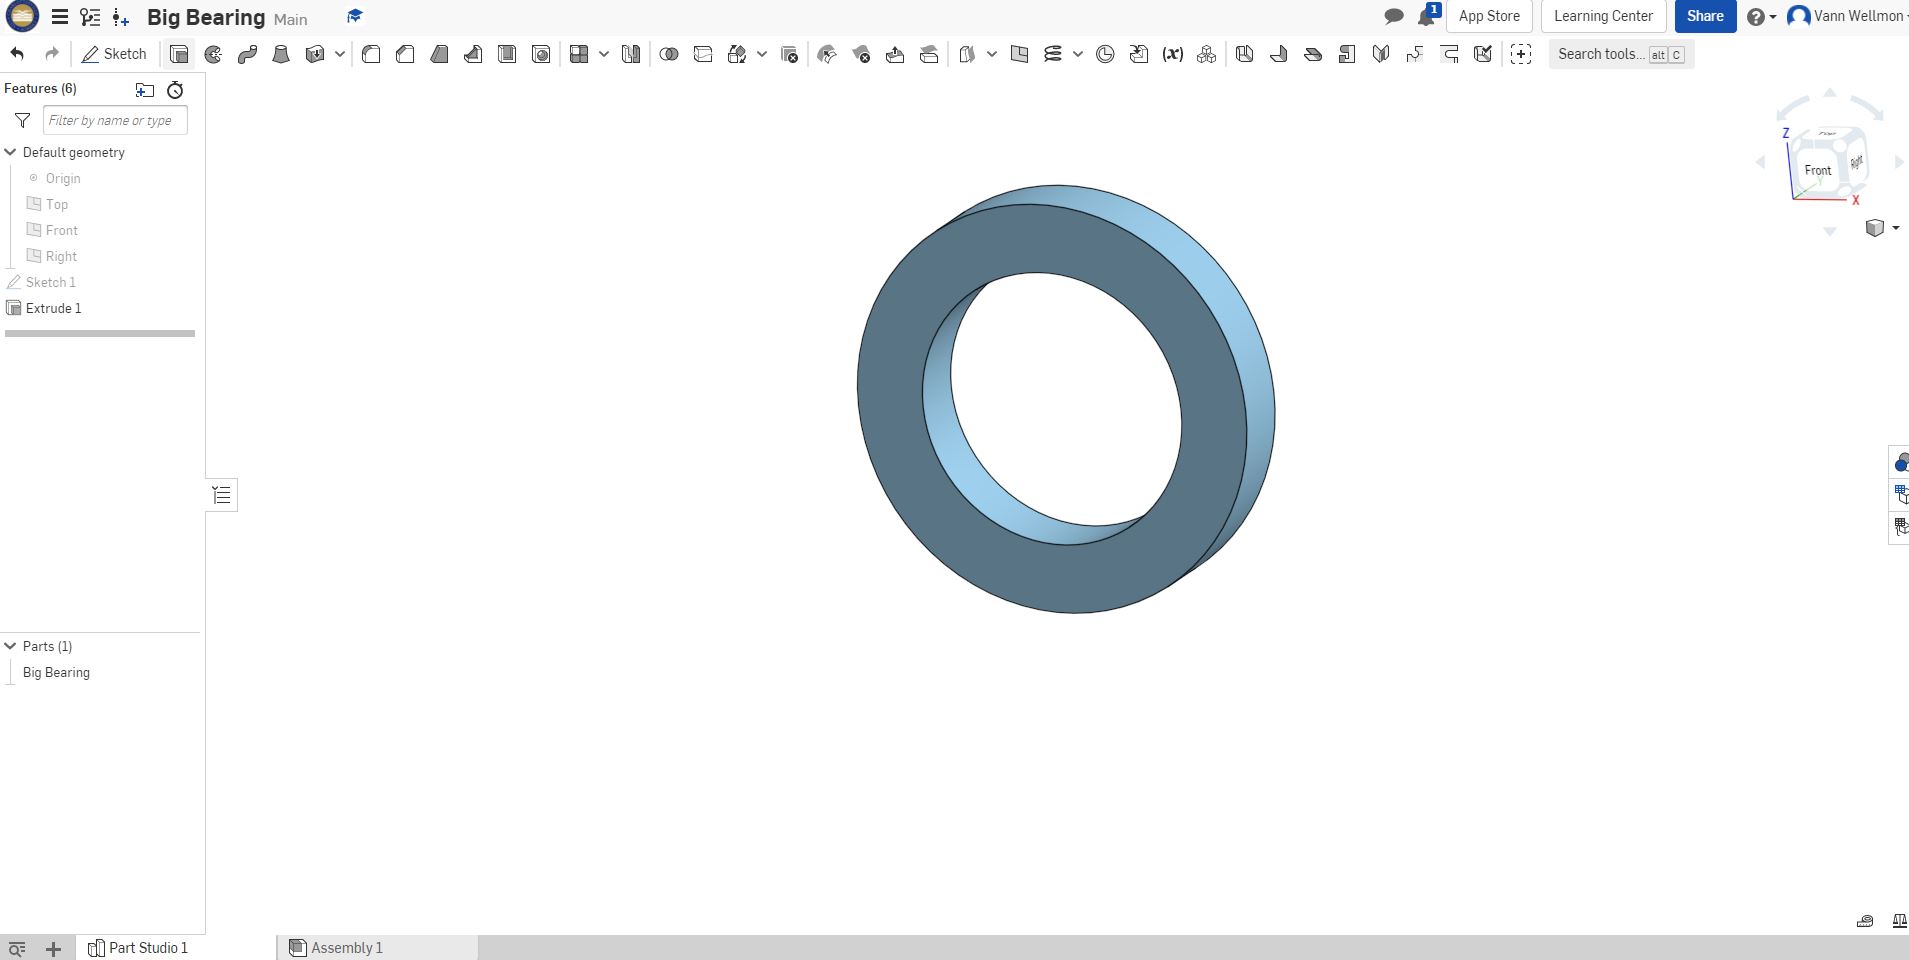 Big Bearing Main
1
App Store
Learning Center
Share
Vann Wellmon
Sketch
(x)
Search tools... alt C
Features (6)
Filter by name or type
Default geometry
Origin
Top
Front
Right
Sketch 1
Extrude 1
Top
Z
Front
Right
Y
X
Parts (1)
Big Bearing
Part Studio 1
Assembly 1